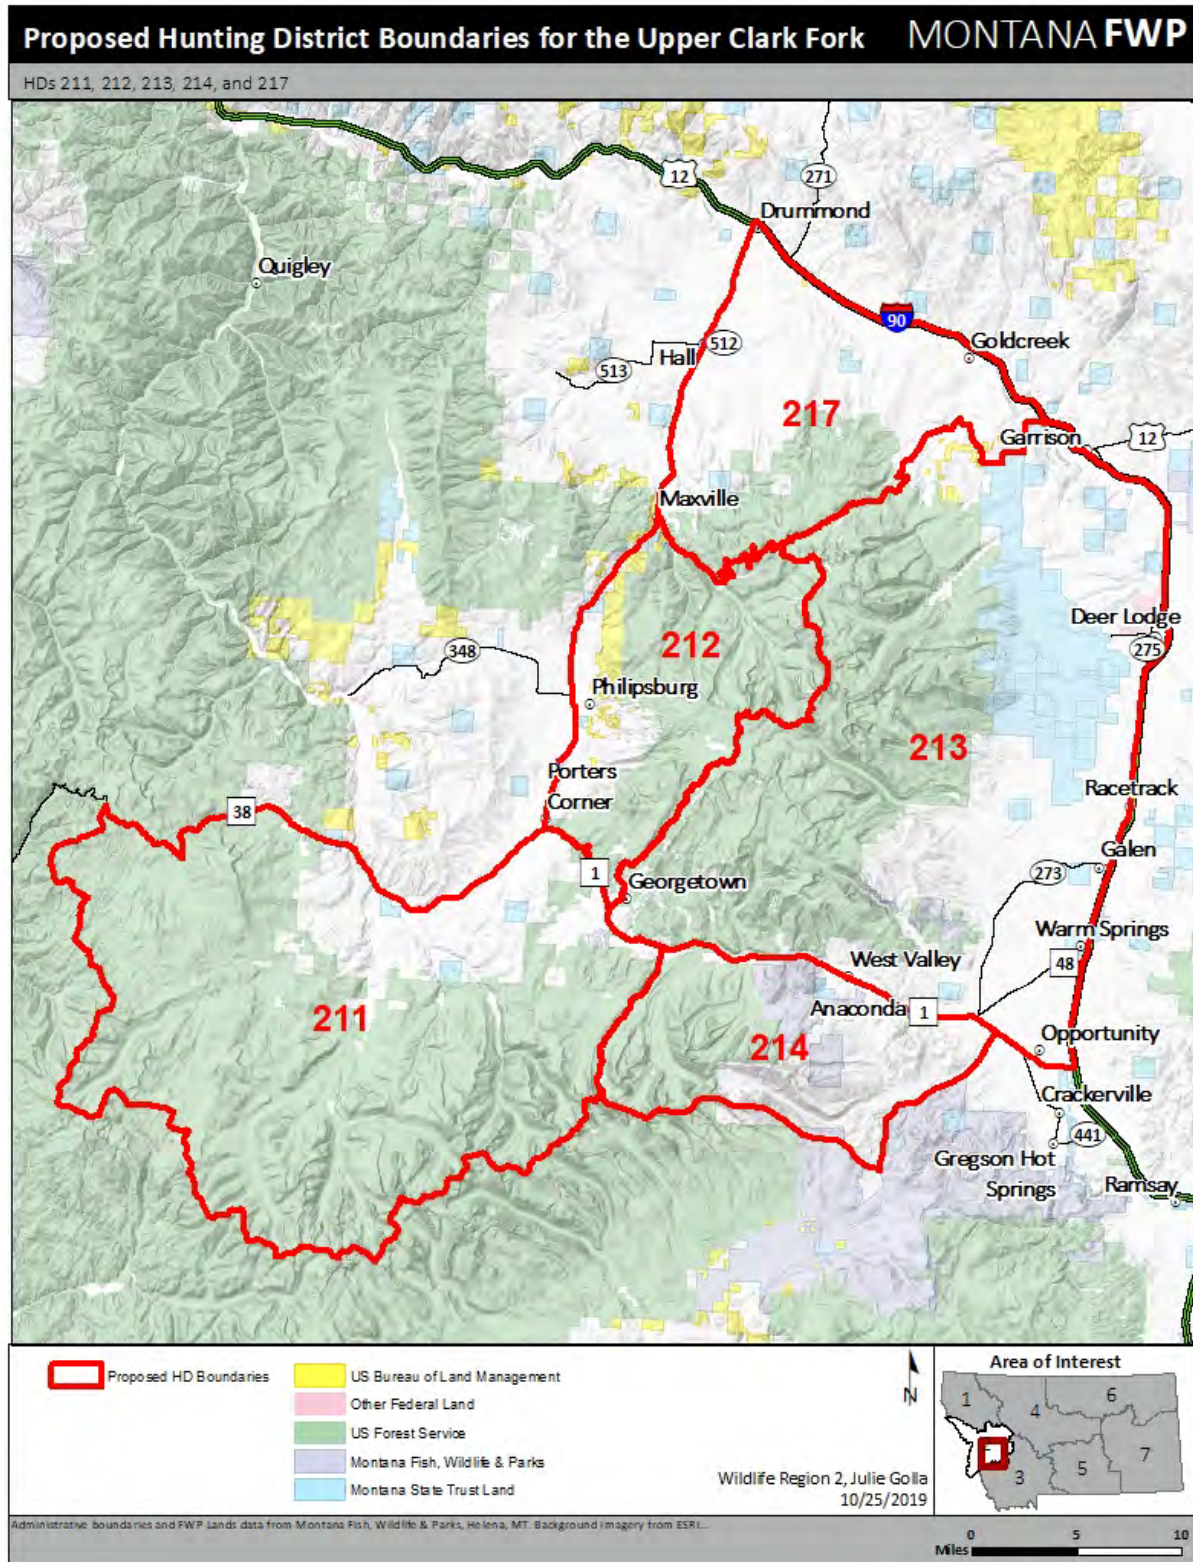 Proposed Hunting District Boundaries for the Upper Clark Fork MONTANA FWP
HDs 211, 212, 213, 214, and 217
12
271
Drummond
Quigley
90
Goldcreek
512
Hall
513
217
Garrison
12
Maxville
212
Deer Lodge
275
348
Philipsburg
213
Porters
Corner
Racetrack
38
1
Georgetown
Galen
273
Warm Springs
48
West Valley
Anaconda
1
211
214
Opportunity
Crackerville
441
Gregson Hot
Springs
Ramsay
Proposed HD Boundaries
US Bureau of Land Management
Other Federal Land
US Forest Service
Montana Fish, Wildlife & Parks
Montana State Trust Land
N
Wildlife Region 2, Julie Golla
10/25/2019
Area of Interest
1
4
6
7
3
5
Administrative boundaries and FWP Lands data from Montana Fish, Wildlife & Parks, Helena, MT. Background imagery from ESRI...
0 5 10
Miles